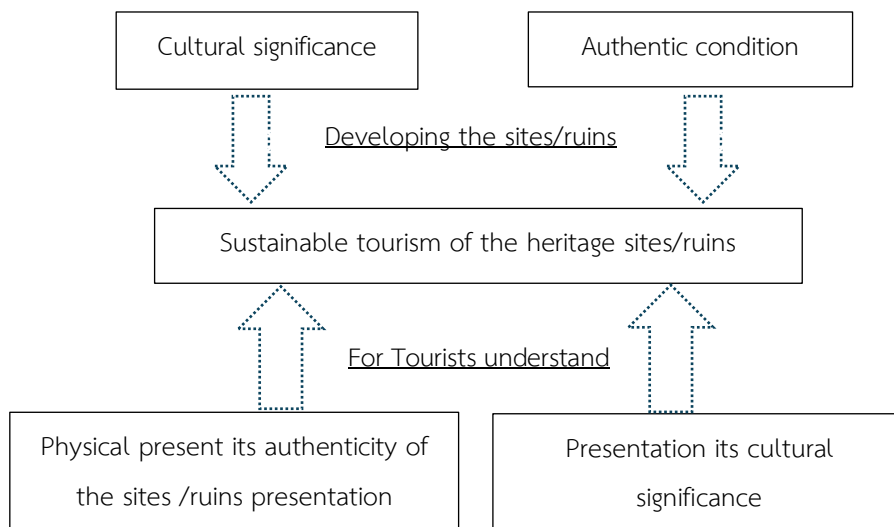 Cultural significance
Authentic condition
Developing the sites/ruins
Sustainable tourism of the heritage sites/ruins
For Tourists understand
Physical present its authenticity of
the sites /ruins presentation
Presentation its cultural
significance